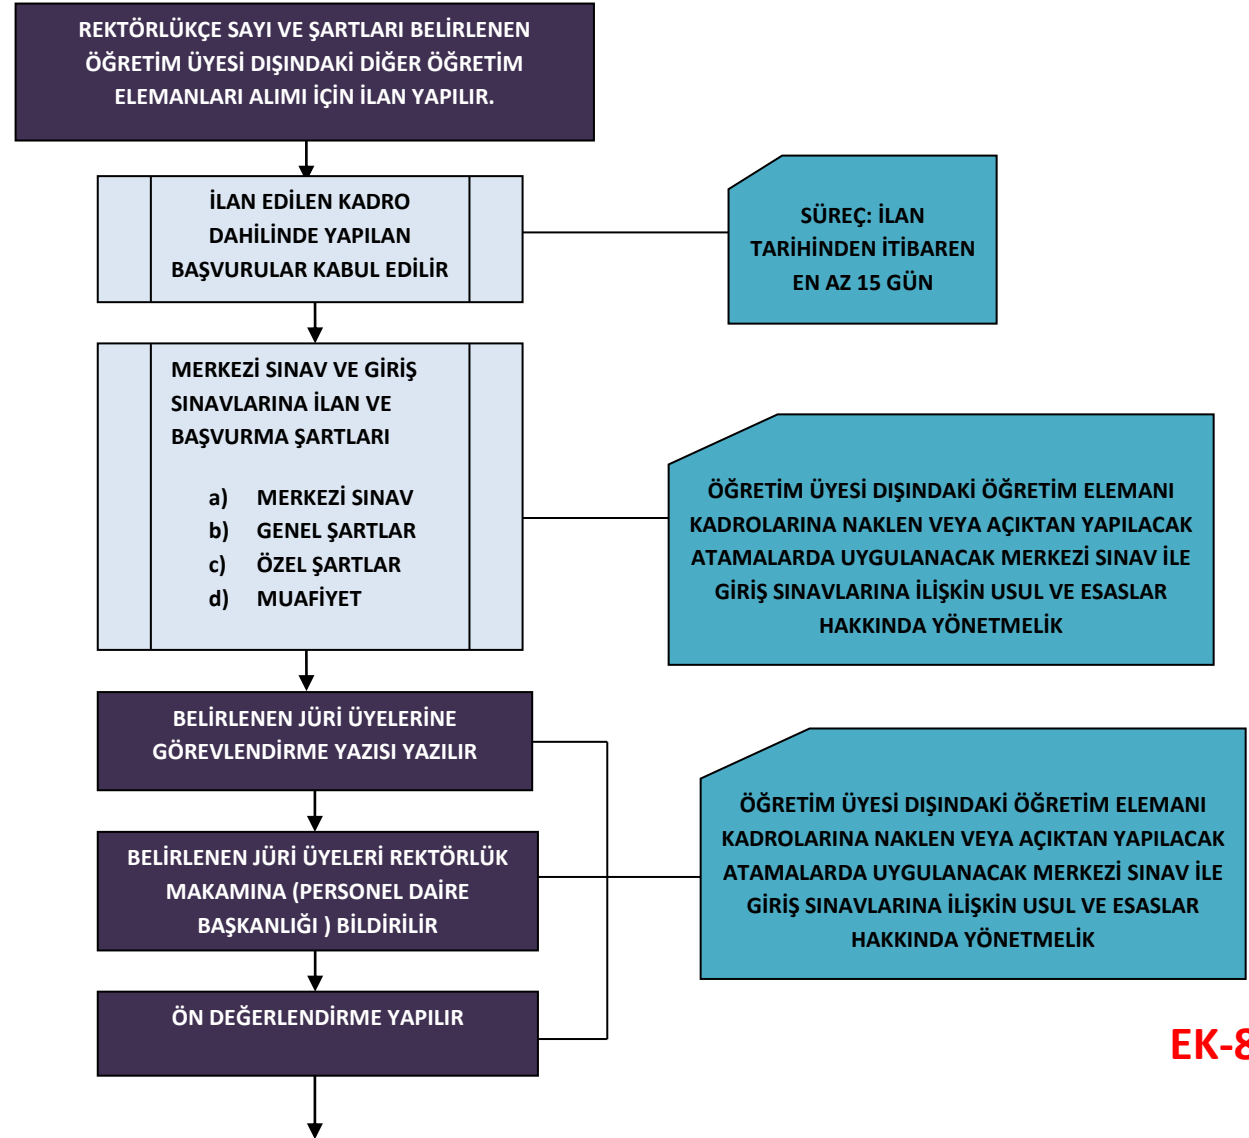 REKTÖRLÜKÇE SAYI VE ŞARTLARI BELİRLENEN
ÖĞRETİM ÜYESİ DIŞINDAKİ DİĞER ÖĞRETİM
ELEMANLARI ALIMI İÇİN İLAN YAPILIR.
İLAN EDİLEN KADRO
DAHİLİNDE YAPILAN
BAŞVURULAR KABUL EDİLİR
SÜREÇ: İLAN
TARİHİNDEN İTİBAREN
EN AZ 15 GÜN
MERKEZİ SINAV VE GİRİŞ
SINAVLARINA İLAN VE
BAŞVURMA ŞARTLARI
a) MERKEZİ SINAV
b) GENEL ŞARTLAR
c) ÖZEL ŞARTLAR
d) MUAFİYET
ÖĞRETİM ÜYESİ DIŞINDAKİ ÖĞRETİM ELEMANI
KADROLARINA NAKLEN VEYA AÇIKTAN YAPILACAK
ATAMALARDA UYGULANACAK MERKEZİ SINAV İLE
GİRİŞ SINAVLARINA İLİŞKİN USUL VE ESASLAR
HAKKINDA YÖNETMELİK
BELİRLENEN JÜRİ ÜYELERİNE
GÖREVLENDİRME YAZISI YAZILIR
BELİRLENEN JÜRİ ÜYELERİ REKTÖRLÜK
MAKAMINA (PERSONEL DAİRE
BAŞKANLIĞI ) BİLDİRİLİR
ÖĞRETİM ÜYESİ DIŞINDAKİ ÖĞRETİM ELEMANI
KADROLARINA NAKLEN VEYA AÇIKTAN YAPILACAK
ATAMALARDA UYGULANACAK MERKEZİ SINAV İLE
GİRİŞ SINAVLARINA İLİŞKİN USUL VE ESASLAR
HAKKINDA YÖNETMELİK
ÖN DEĞERLENDİRME YAPILIR
EK-8